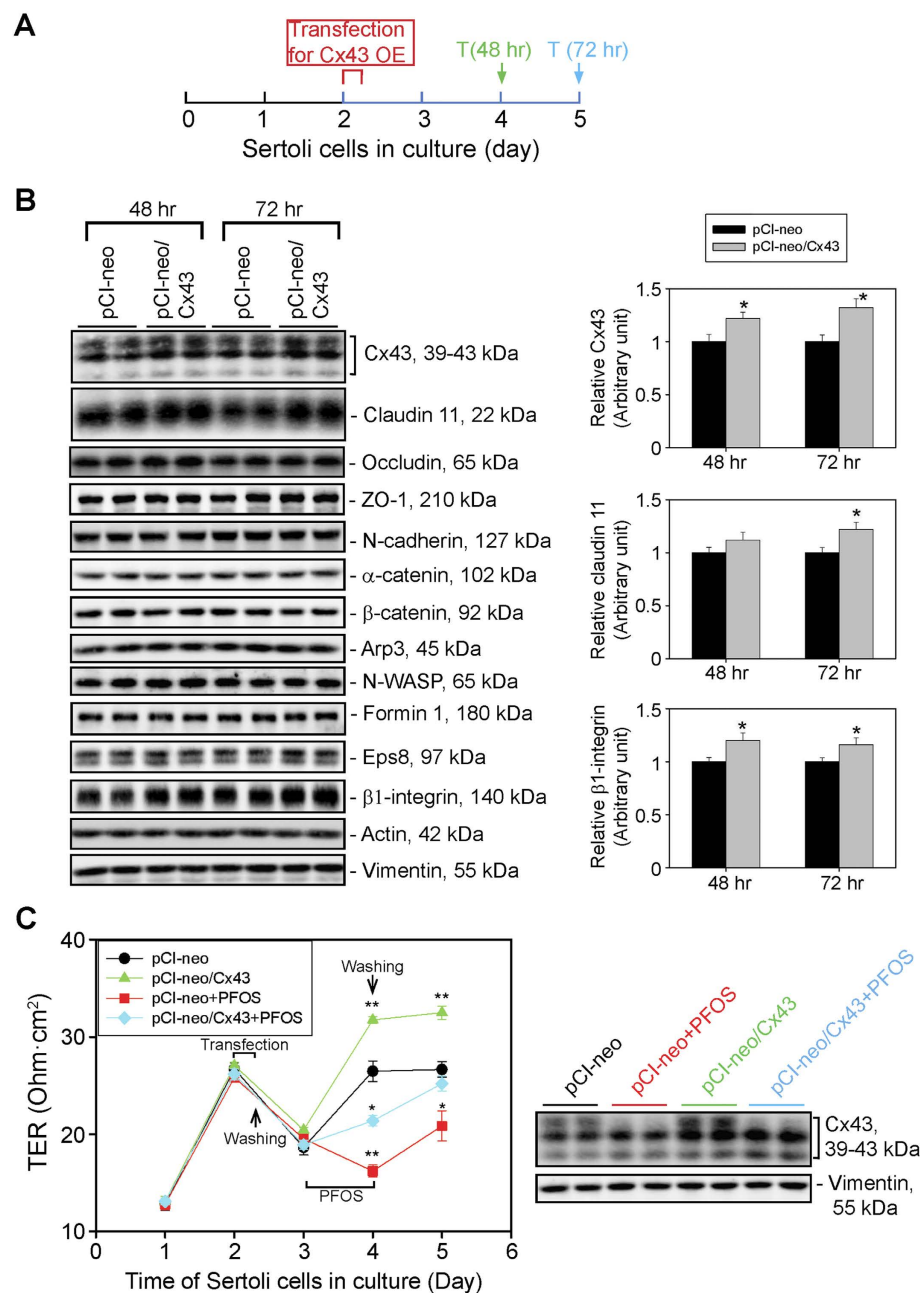 A
Transfection
for Cx43 OE
T(48 hr)
T (72 hr)
0 1 2 3 4 5
Sertoli cells in culture (day)
B
48 hr 72 hr
pCI-neo
pCI-neo/
Cx43
pCI-neo
pCI-neo/
Cx43
Cx43, 39-43 kDa
- Claudin 11, 22 kDa
- Occludin, 65 kDa
- ZO-1, 210 kDa
- N-cadherin, 127 kDa
- α-catenin, 102 kDa
- β-catenin, 92 kDa
- Arp3, 45 kDa
- N-WASP, 65 kDa
- Formin 1, 180 kDa
- Eps8, 97 kDa
- β1-integrin, 140 kDa
- Actin, 42 kDa
- Vimentin, 55 kDa
pCI-neo
pCI-neo/Cx43
Relative Cx43
(Arbitrary unit)
1.5
1
0.5
0
* *
48 hr 72 hr
Relative claudin 11
(Arbitrary unit)
1.5
1
0.5
0
*
48 hr 72 hr
Relative β1-integrin
(Arbitrary unit)
1.5
1
0.5
0
* *
48 hr 72 hr
C
TER (Ohm·cm²)
40
30
20
10
pCI-neo
pCI-neo/Cx43
pCI-neo+PFOS
pCI-neo/Cx43+PFOS
Transfection
Washing
Washing
PFOS
** **
* *
**
0 1 2 3 4 5 6
Time of Sertoli cells in culture (Day)
pCI-neo
pCI-neo+PFOS
pCI-neo/Cx43
pCI-neo/Cx43+PFOS
Cx43,
39-43 kDa
- Vimentin,
55 kDa